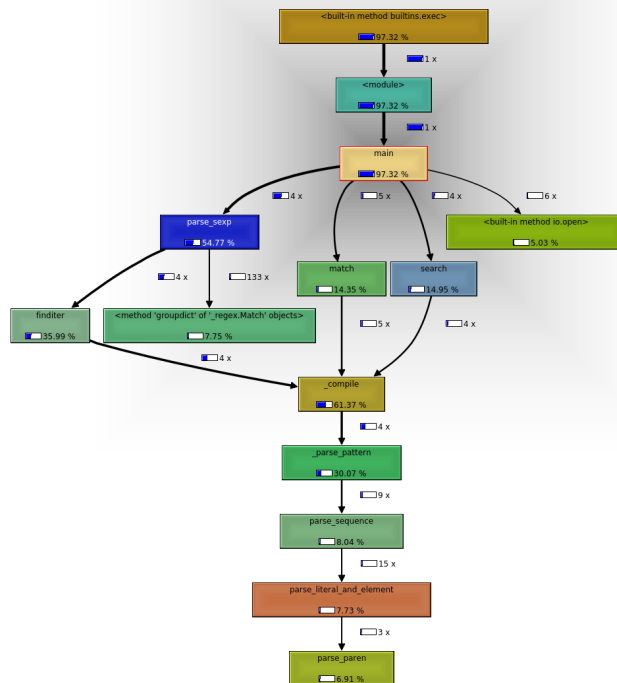 <built-in method builtins.exec>
97.32 %
1 x
<module>
97.32 %
1 x
main
97.32 %
4 x
5 x
4 x
6 x
parse_sexp
54.77 %
<built-in method io.open>
5.03 %
4 x
133 x
match
14.35 %
search
14.95 %
finditer
35.99 %
<method 'groupdict' of '_regex.Match' objects>
7.75 %
5 x
4 x
4 x
_compile
61.37 %
4 x
_parse_pattern
30.07 %
9 x
parse_sequence
8.04 %
15 x
parse_literal_and_element
7.73 %
3 x
parse_paren
6.91 %